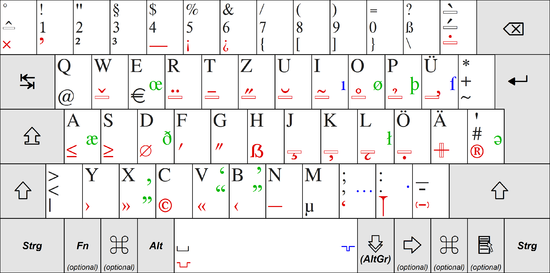 ° ! " § $ % & / ( ) = ? `
^ 1 2 3 4 5 6 7 8 9 0 ß ´
× ’ ² ³ — ¡ ¿ { [ ] } \ ˙
Q W E œ R T Z U I ı O ø P þ Ü ſ *
+
@ ˇ € ¨ ¯ ˝ ˘ ˜ ° ̉ ̛ ~
A æ S D ð F G H J K L ł Ö Ä ' ə
#
≤ ≥ ∅ ′ ″ ẞ ®
> Y X ’ C V ‘ B ’ N M ; … : · –
< ” “ , . -
| › ‹ © « ‹ – µ ‘
Strg Fn Alt Strg
(optional) (optional) (AltGr) (optional) (optional) (optional)